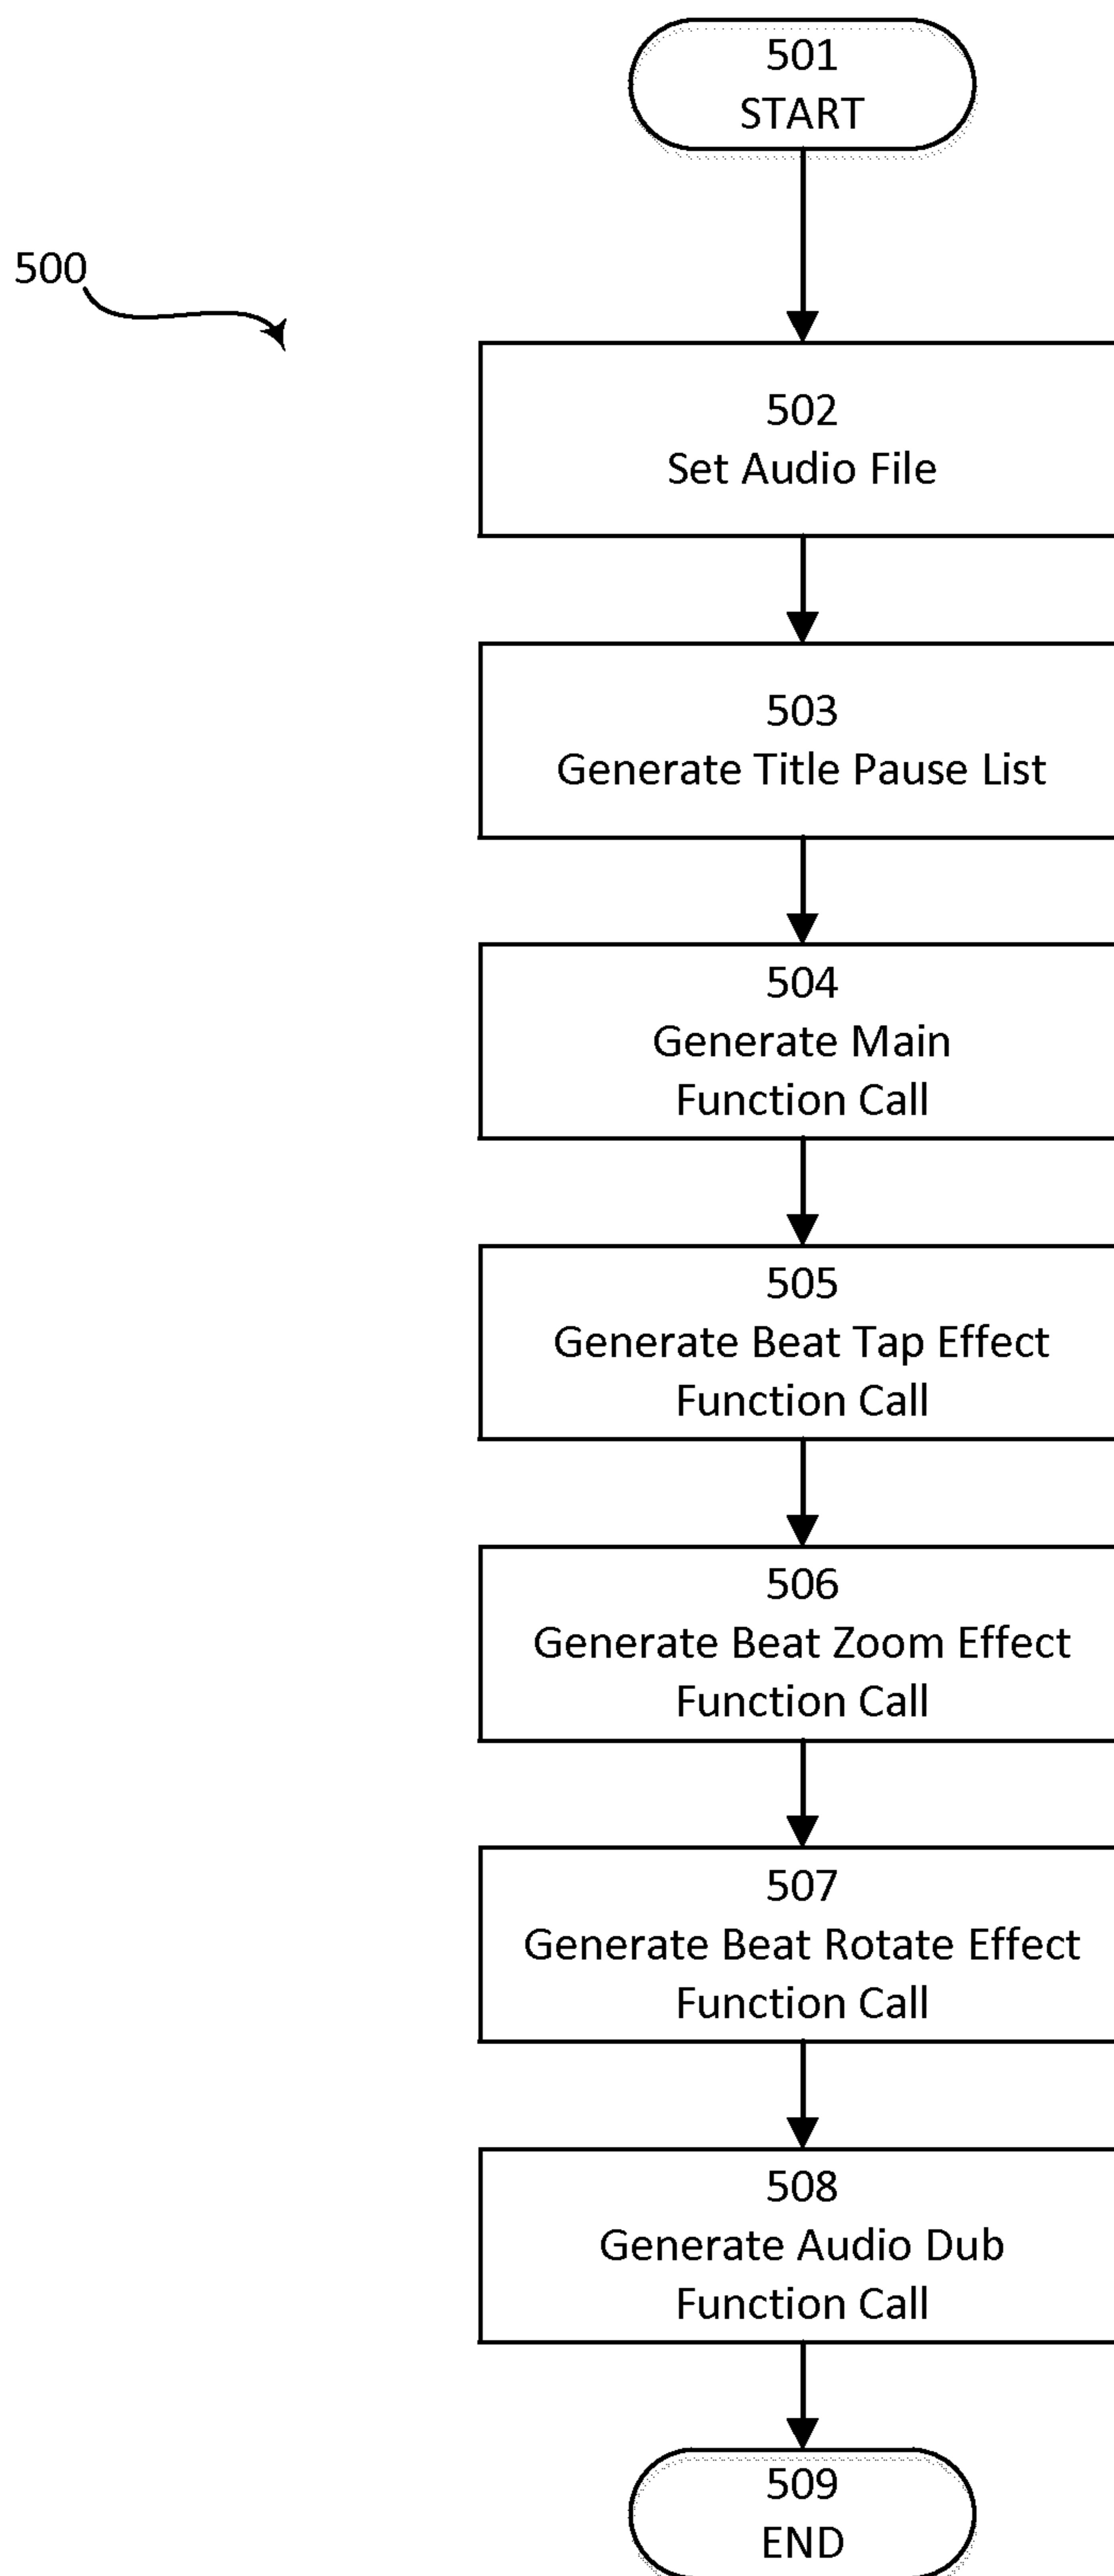 501
START
500
502
Set Audio File
503
Generate Title Pause List
504
Generate Main
Function Call
505
Generate Beat Tap Effect
Function Call
506
Generate Beat Zoom Effect
Function Call
507
Generate Beat Rotate Effect
Function Call
508
Generate Audio Dub
Function Call
509
END